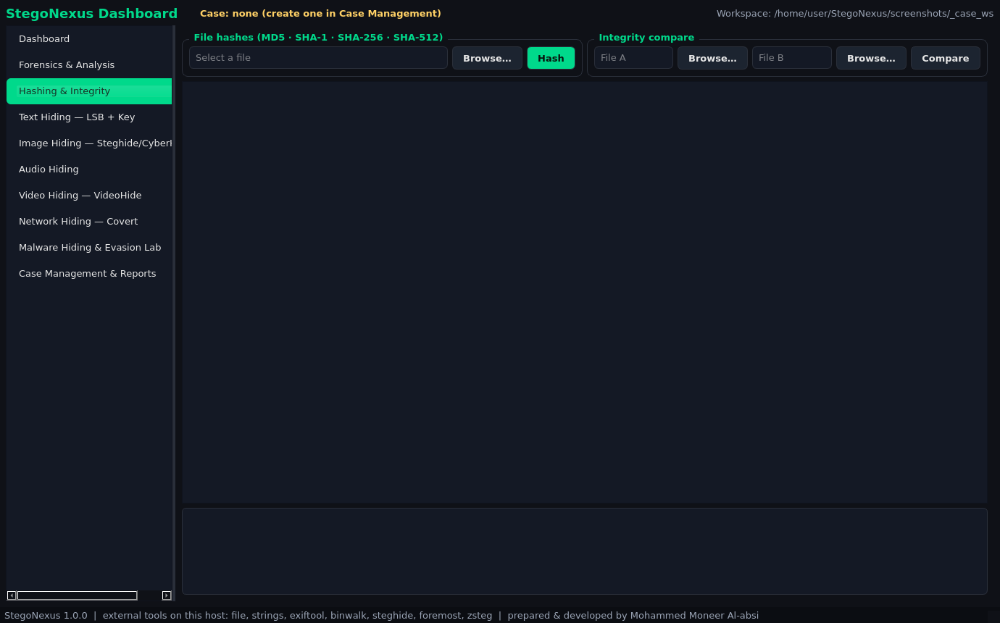 StegoNexus Dashboard
Case: none (create one in Case Management)
Workspace: /home/user/StegoNexus/screenshots/_case_ws
Dashboard
Forensics & Analysis
Hashing & Integrity
Text Hiding — LSB + Key
Image Hiding — Steghide/Cyber
Audio Hiding
Video Hiding — VideoHide
Network Hiding — Covert
Malware Hiding & Evasion Lab
Case Management & Reports
File hashes (MD5 · SHA-1 · SHA-256 · SHA-512)
Select a file
Browse…
Hash
Integrity compare
File A
Browse…
File B
Browse…
Compare
StegoNexus 1.0.0 | external tools on this host: file, strings, exiftool, binwalk, steghide, foremost, zsteg | prepared & developed by Mohammed Moneer Al-absi